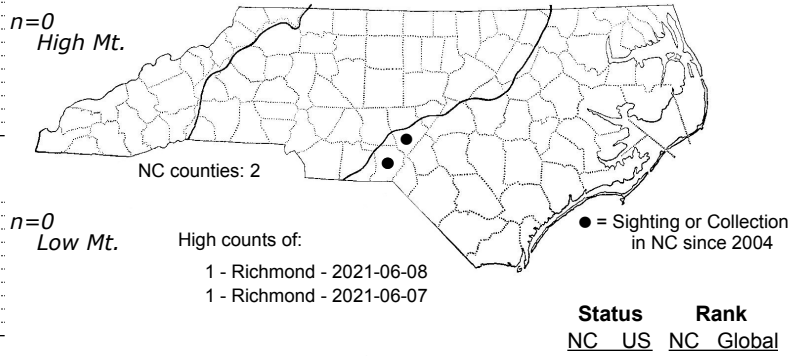 n=0
High Mt.
NC counties: 2
n=0
Low Mt.
High counts of:
1 - Richmond - 2021-06-08
1 - Richmond - 2021-06-07
● = Sighting or Collection
in NC since 2004
Status Rank
NC US NC Global